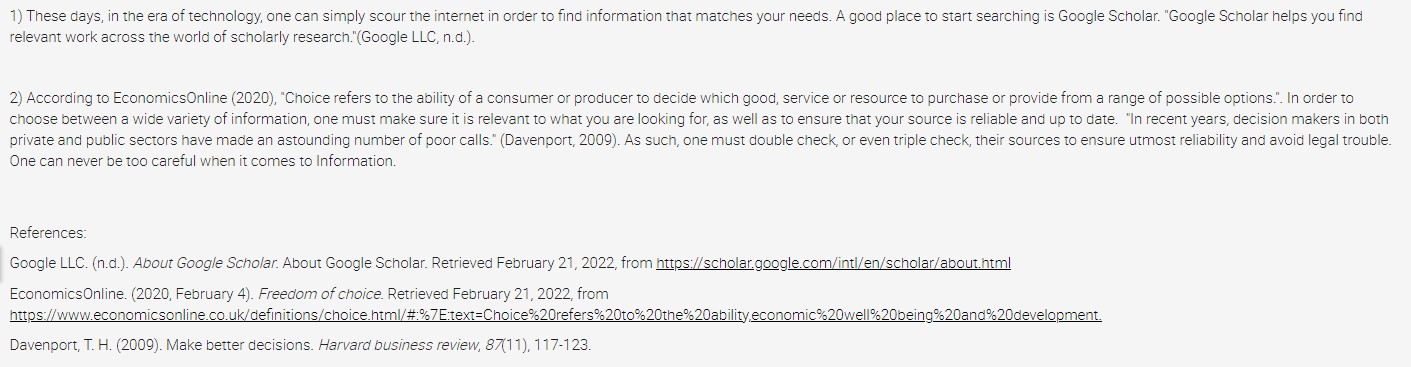 1) These days, in the era of technology, one can simply scour the internet in order to find information that matches your needs. A good place to start searching is Google Scholar. "Google Scholar helps you find
relevant work across the world of scholarly research."(Google LLC, n.d.).
2) According to EconomicsOnline (2020), "Choice refers to the ability of a consumer or producer to decide which good, service or resource to purchase or provide from a range of possible options.". In order to
choose between a wide variety of information, one must make sure it is relevant to what you are looking for, as well as to ensure that your source is reliable and up to date.  "In recent years, decision makers in both
private and public sectors have made an astounding number of poor calls." (Davenport, 2009). As such, one must double check, or even triple check, their sources to ensure utmost reliability and avoid legal trouble.
One can never be too careful when it comes to Information.
References:
Google LLC. (n.d.). About Google Scholar. About Google Scholar. Retrieved February 21, 2022, from https://scholar.google.com/intl/en/scholar/about.html
EconomicsOnline. (2020, February 4). Freedom of choice. Retrieved February 21, 2022, from
https://www.economicsonline.co.uk/definitions/choice.html/#:%7E:text=Choice%20refers%20to%20the%20ability,economic%20well%20being%20and%20development.
Davenport, T. H. (2009). Make better decisions. Harvard business review, 87(11), 117-123.